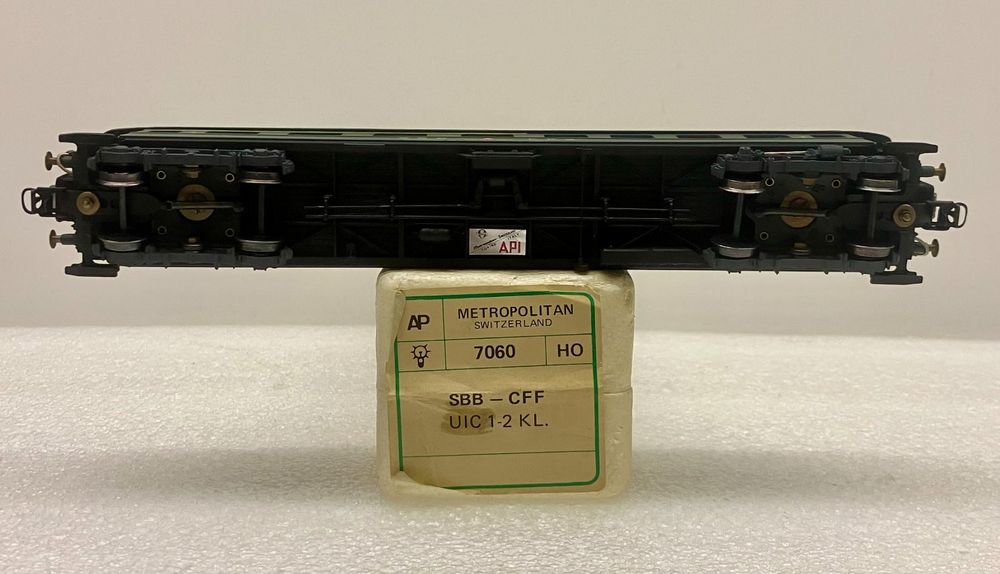 API
AP
METROPOLITAN
SWITZERLAND
7060
HO
SBB — CFF
UIC 1-2 KL.